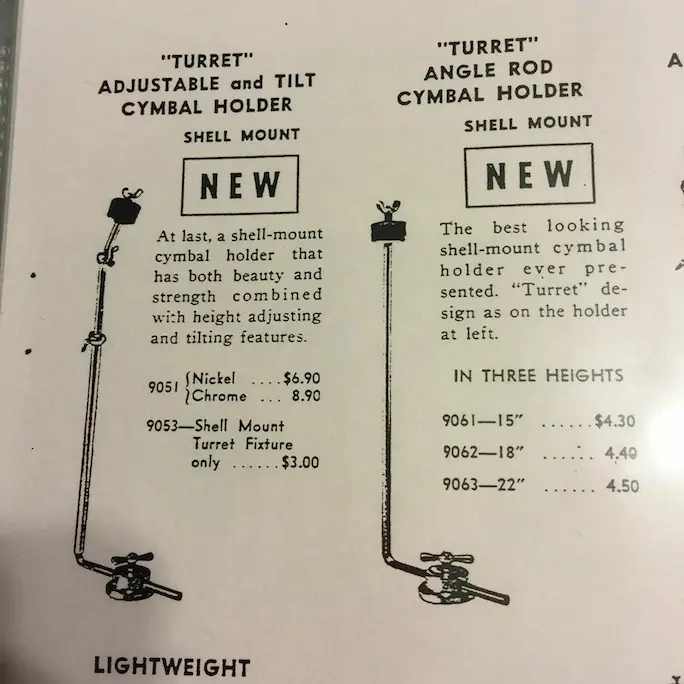 "TURRET"
ADJUSTABLE and TILT
CYMBAL HOLDER
SHELL MOUNT
NEW
At last, a shell-mount
cymbal holder that
has both beauty and
strength combined
with height adjusting
and tilting features.
9051 {Nickel ....$6.90
}Chrome ... 8.90
9053—Shell Mount
Turret Fixture
only ......$3.00
"TURRET"
ANGLE ROD
CYMBAL HOLDER
SHELL MOUNT
NEW
The best looking
shell-mount cymbal
holder ever pre-
sented. "Turret" de-
sign as on the holder
at left.
IN THREE HEIGHTS
9061—15" ......$4.30
9062—18" ...... 4.40
9063—22" ...... 4.50
LIGHTWEIGHT
A